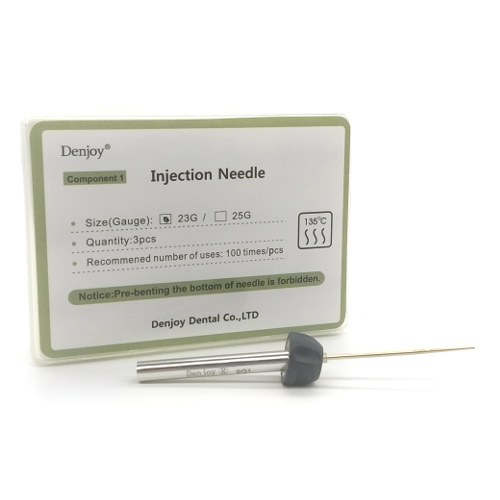 Denjoy®
Component 1
Injection Needle
Size(Gauge): 23G / 25G
Quantity:3pcs
Recommened number of uses: 100 times/pcs
135°C
Notice:Pre-benting the bottom of needle is forbidden.
Denjoy Dental Co.,LTD
Denjoy